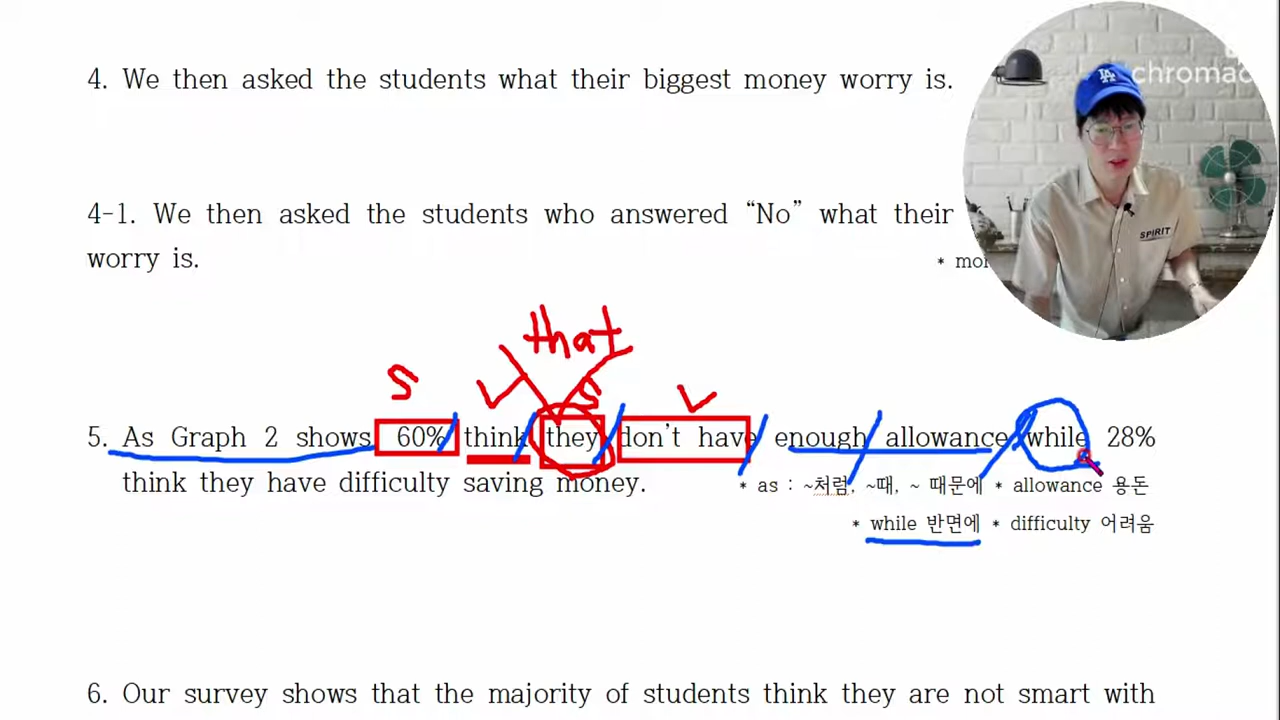 4. We then asked the students what their biggest money worry is.
chromac
LA
4-1. We then asked the students who answered “No” what their
SPIRIT
worry is.
* mor
that
S V S V
5. As Graph 2 shows 60% think they don't have enough allowance while 28%
think they have difficulty saving money.
* as : ~처럼, ~때, ~ 때문에 * allowance 용돈
* while 반면에 * difficulty 어려움
6. Our survey shows that the majority of students think they are not smart with